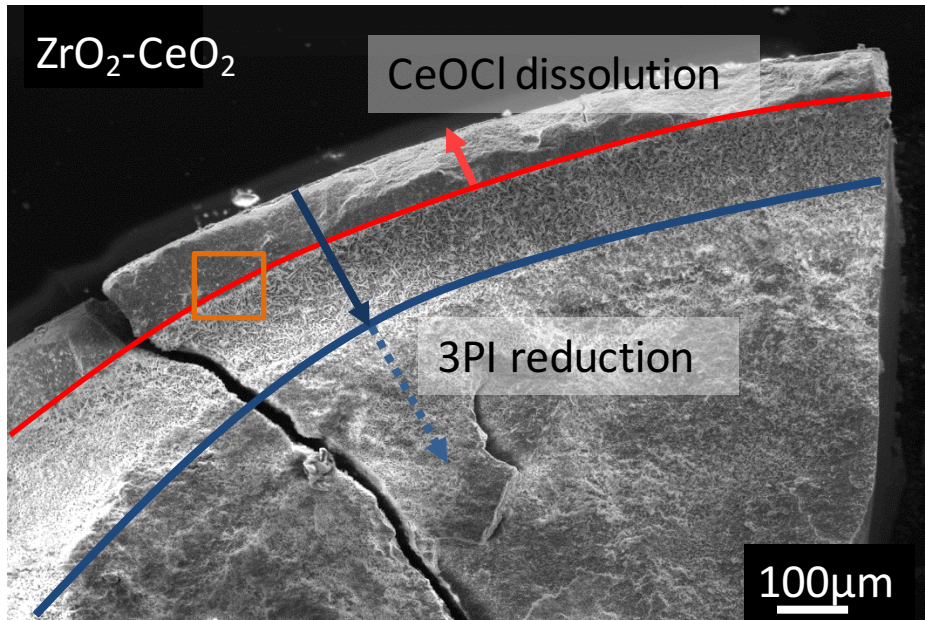 ZrO₂-CeO₂
CeOCl dissolution
3PI reduction
100µm